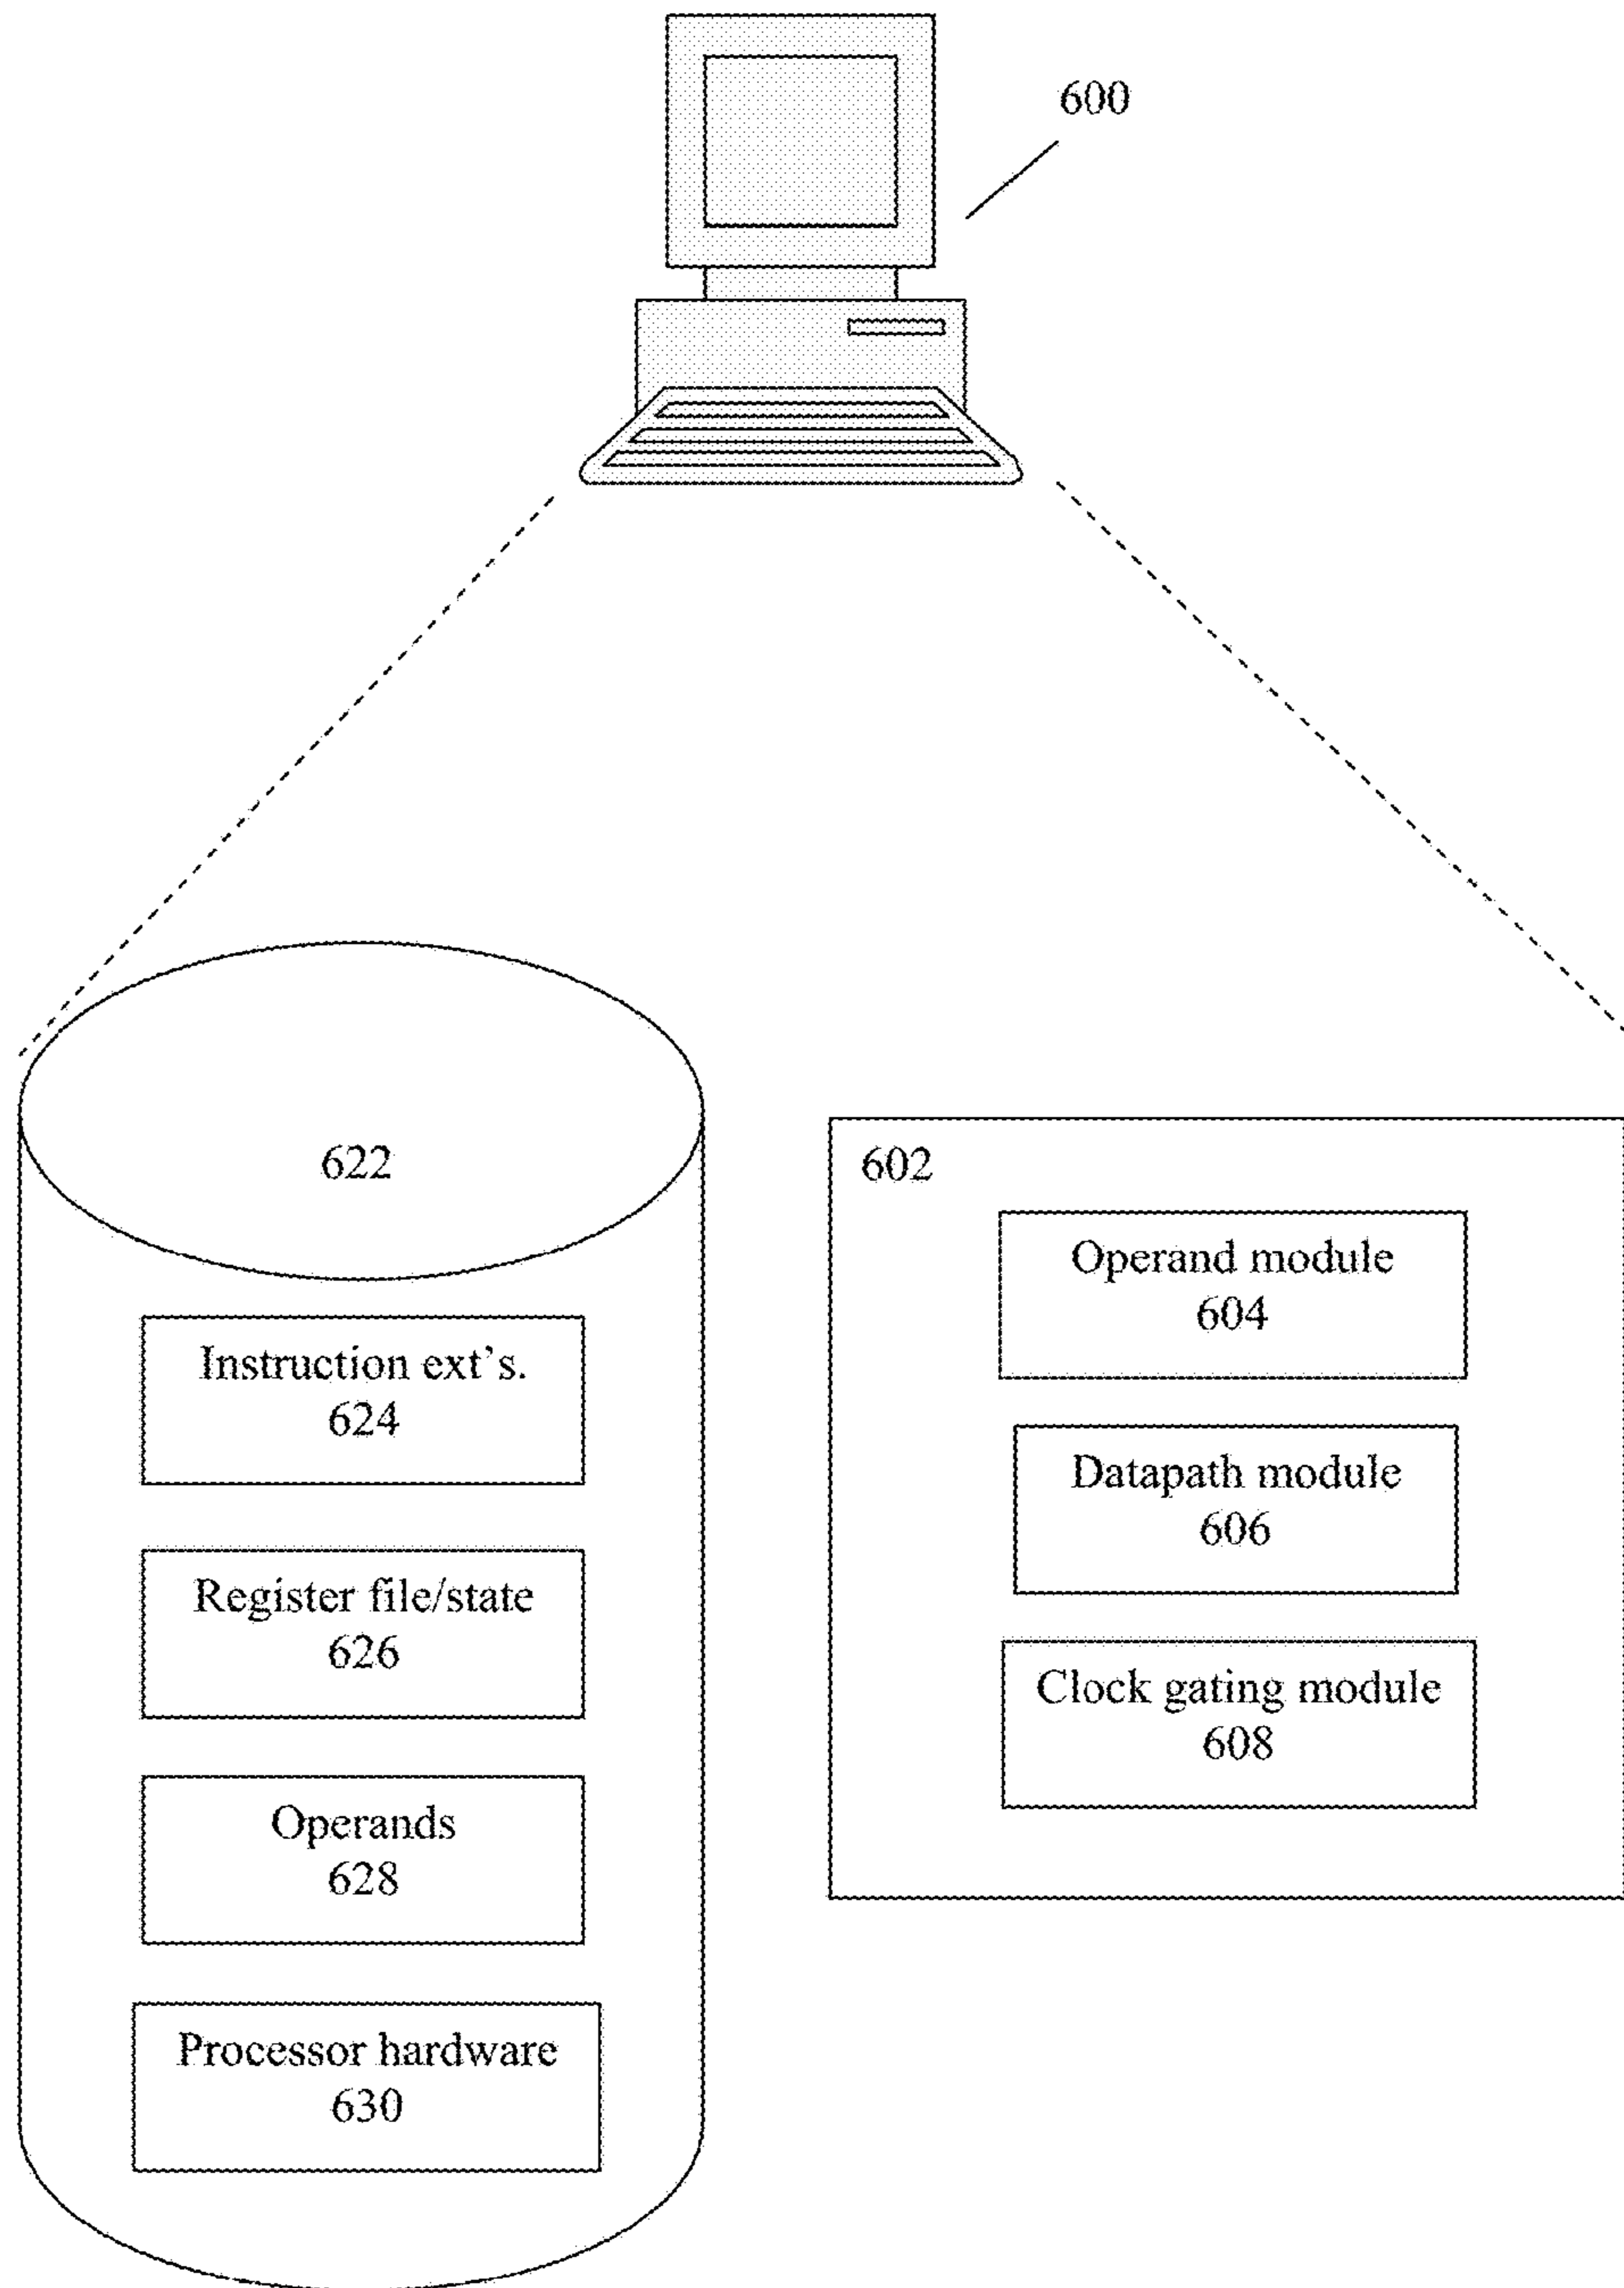 600
622
Instruction ext's.
624
Register file/state
626
Operands
628
Processor hardware
630
602
Operand module
604
Datapath module
606
Clock gating module
608